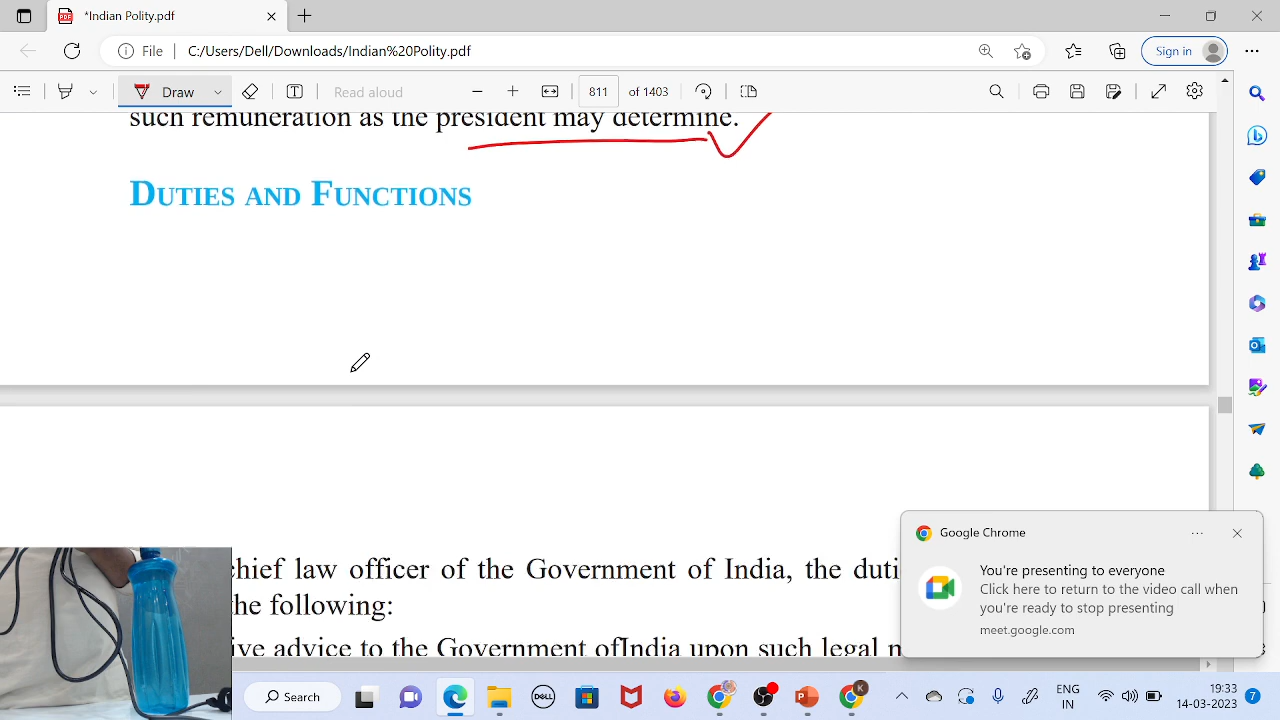 *Indian Polity.pdf
File
C:/Users/Dell/Downloads/Indian%20Polity.pdf
Sign in
Draw
Read aloud
811
of 1403
such remuneration as the president may determine.
DUTIES AND FUNCTIONS
chief law officer of the Government of India, the duti
the following:
ive advice to the Government ofIndia upon such legal
Google Chrome
You're presenting to everyone
Click here to return to the video call when
you're ready to stop presenting
meet.google.com
Search
DELL
K
ENG
IN
19:33
14-03-2023
7